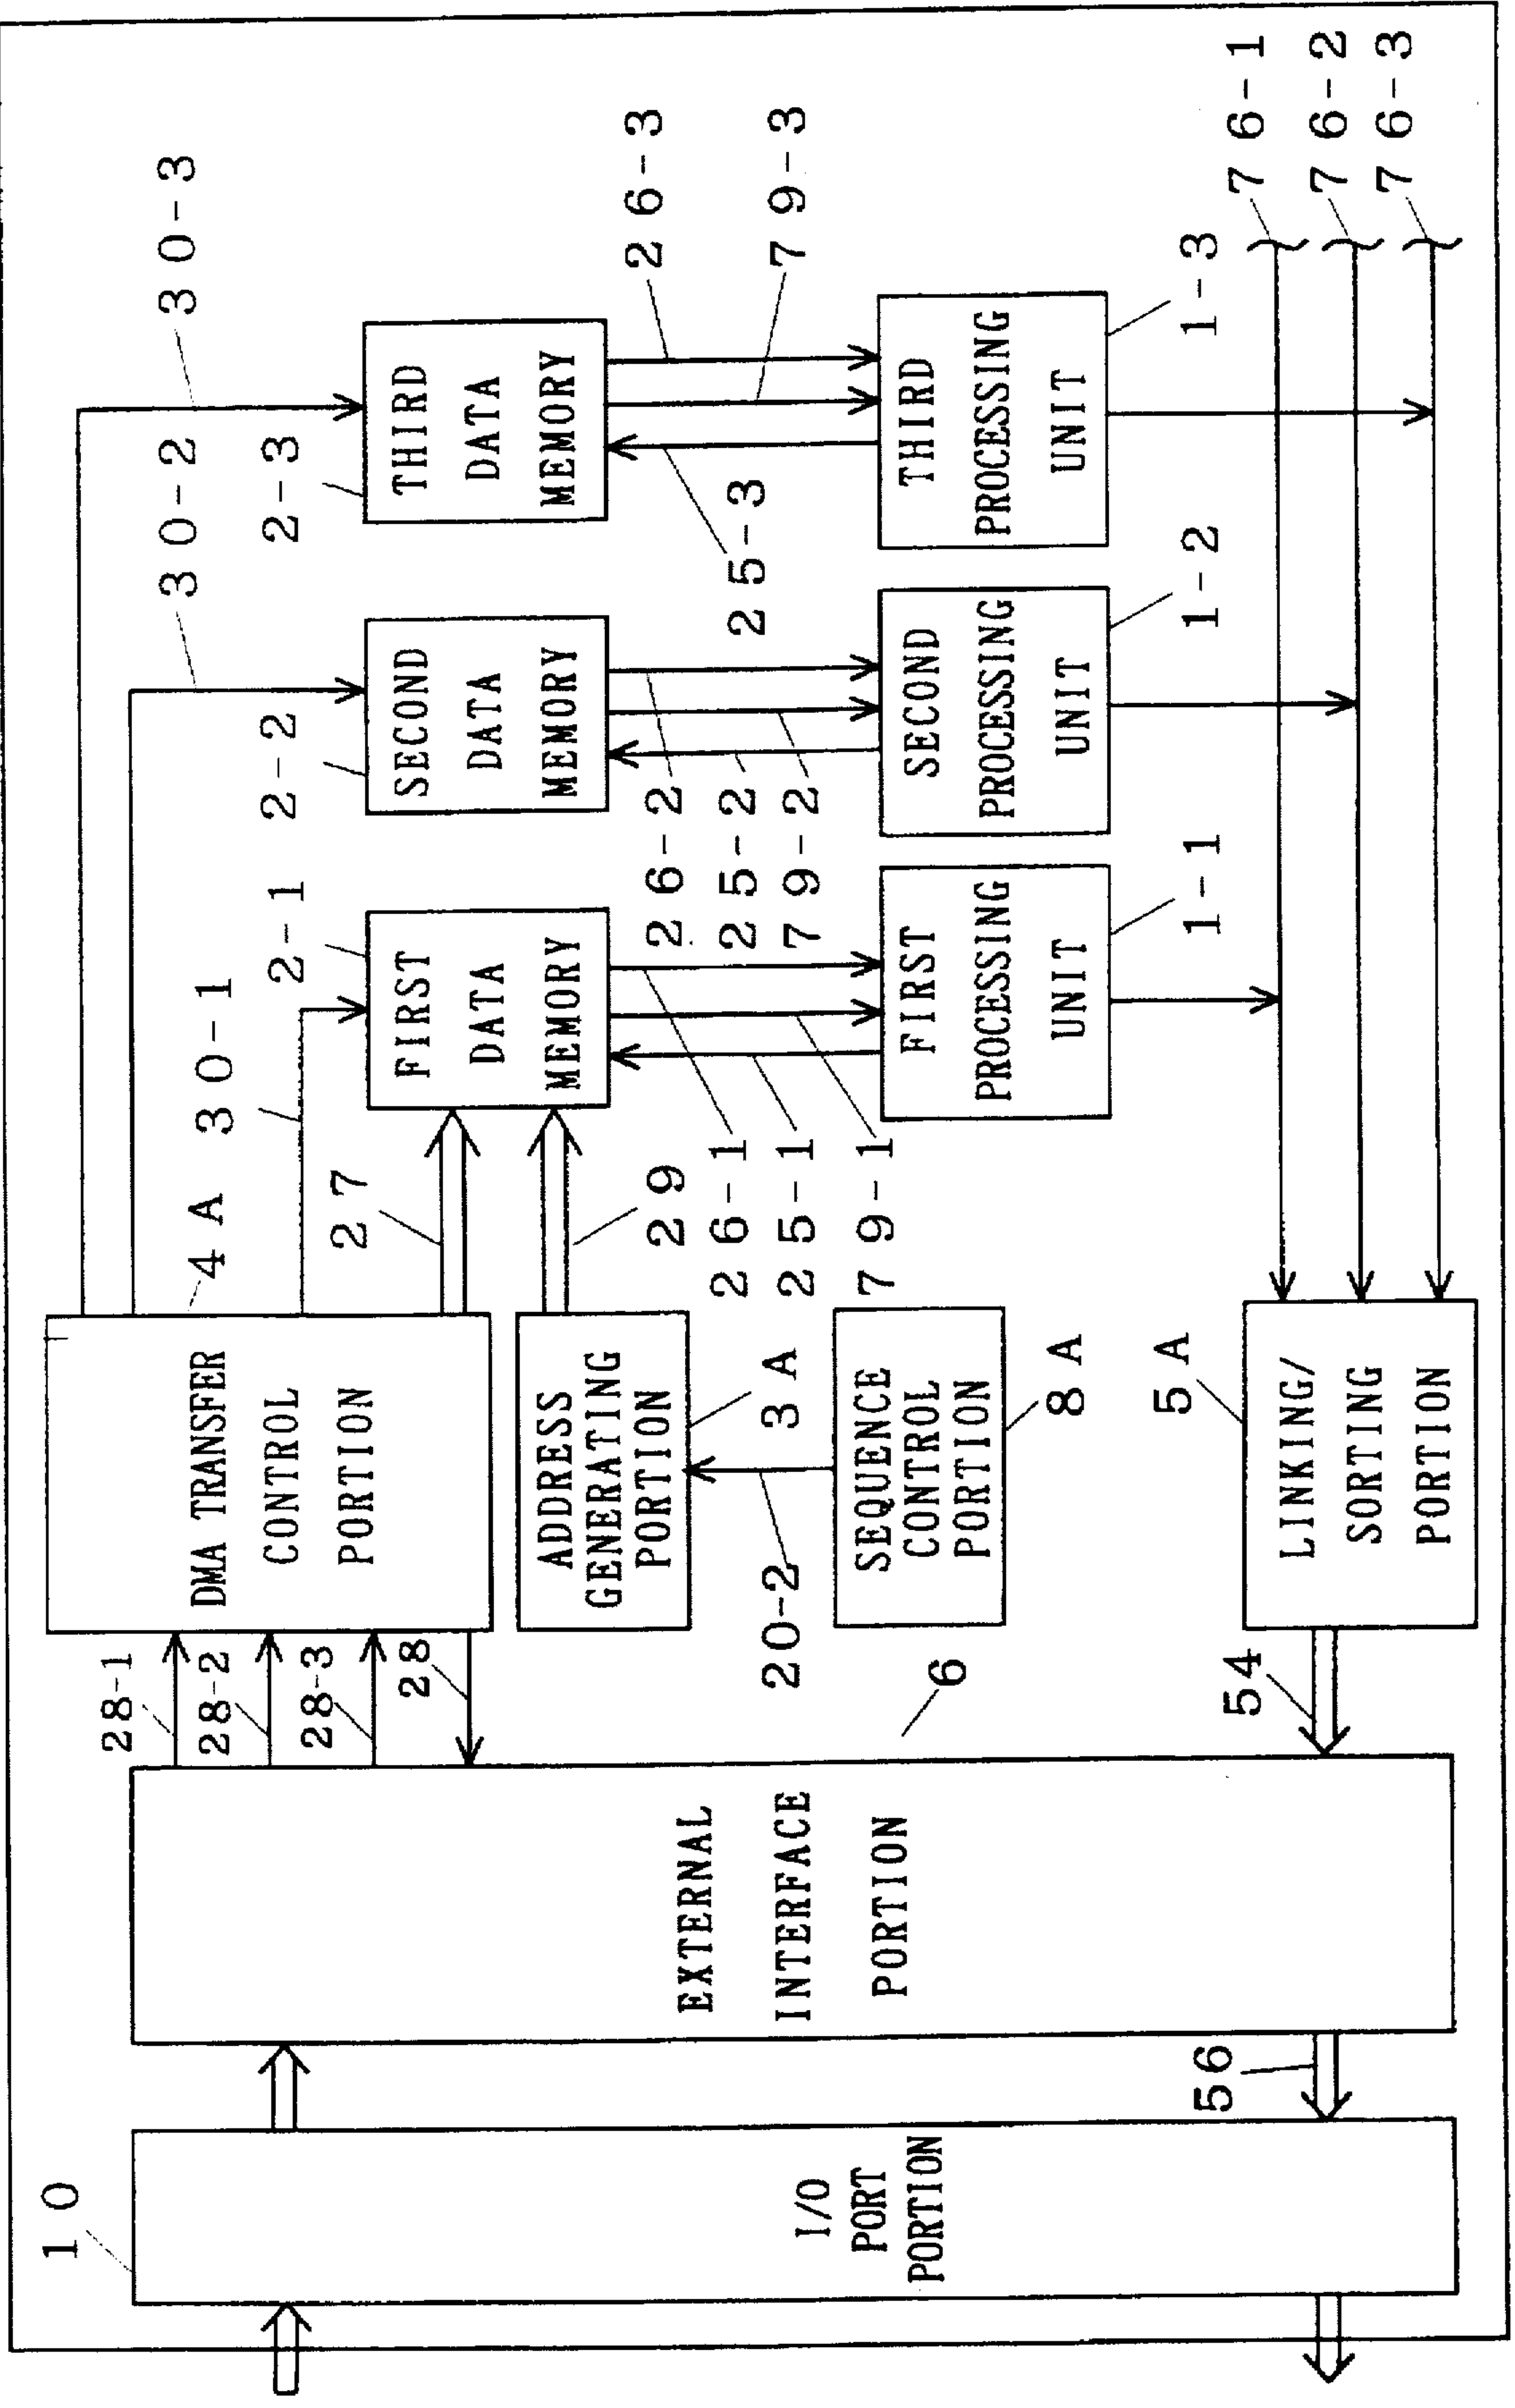 10
I/O
PORT
PORTION
56
EXTERNAL
INTERFACE
PORTION
6
28-1
28-2
28-3
28
54
DMA TRANSFER
CONTROL
PORTION
4A
ADDRESS
GENERATING
PORTION
3A
20-2
SEQUENCE
CONTROL
PORTION
8A
LINKING/
SORTING
PORTION
5A
30-1
27
29
2-1
FIRST
DATA
MEMORY
26-1
25-1
79-1
FIRST
PROCESSING
UNIT
1-1
30-2
2-2
SECOND
DATA
MEMORY
26-2
25-2
79-2
SECOND
PROCESSING
UNIT
1-2
30-3
2-3
THIRD
DATA
MEMORY
26-3
79-3
25-3
THIRD
PROCESSING
UNIT
1-3
76-1
76-2
76-3